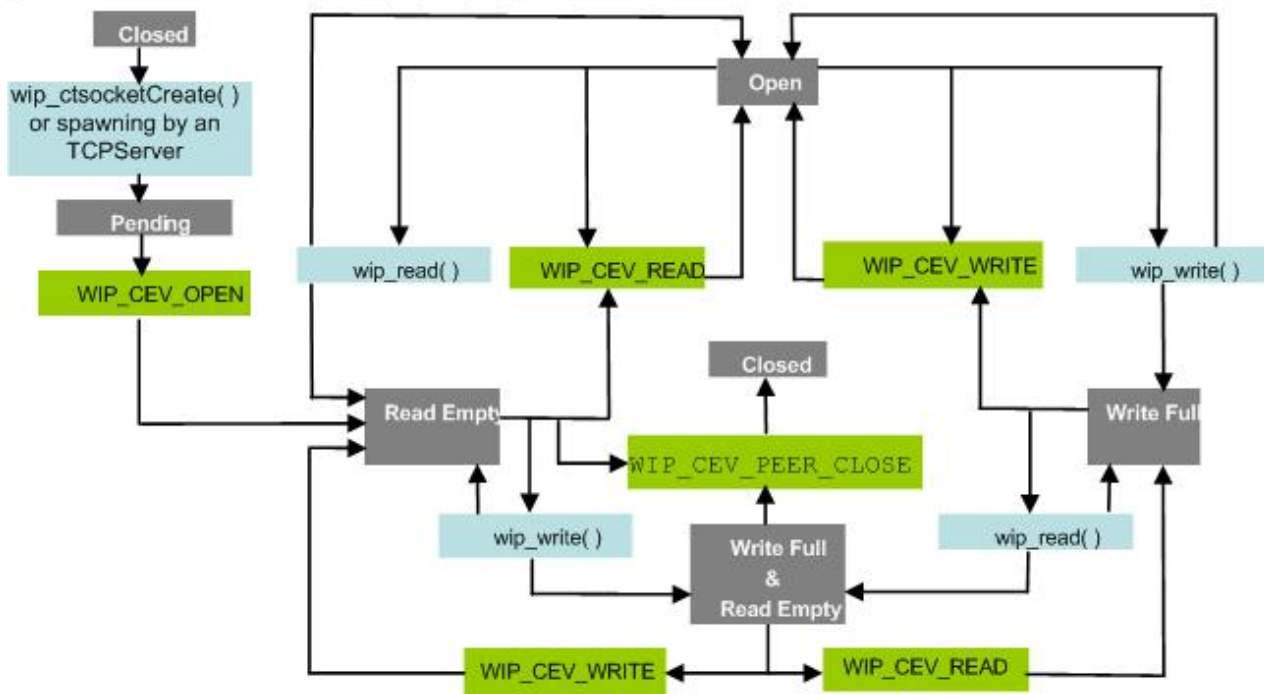 Closed
wip_ctsocketCreate( )
or spawning by an
TCPServer
Pending
WIP_CEV_OPEN
Open
wip_read( )
WIP_CEV_READ
WIP_CEV_WRITE
wip_write( )
Closed
Read Empty
Write Full
WIP_CEV_PEER_CLOSE
wip_write( )
Write Full
&
Read Empty
wip_read( )
WIP_CEV_WRITE
WIP_CEV_READ